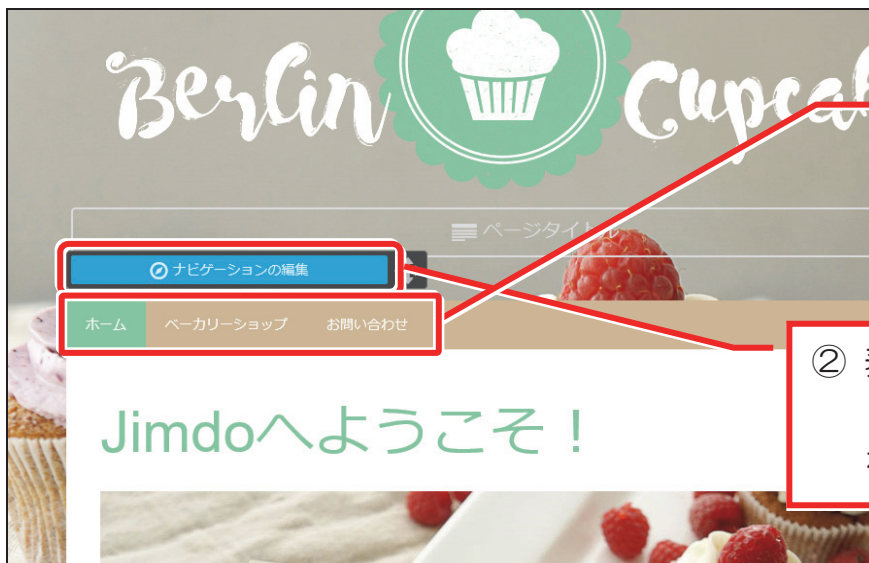 Berlin
ページタイトル
ナビゲーションの編集
ホーム ベーカリーショップ お問い合わせ
②
Jimdoへようこそ！